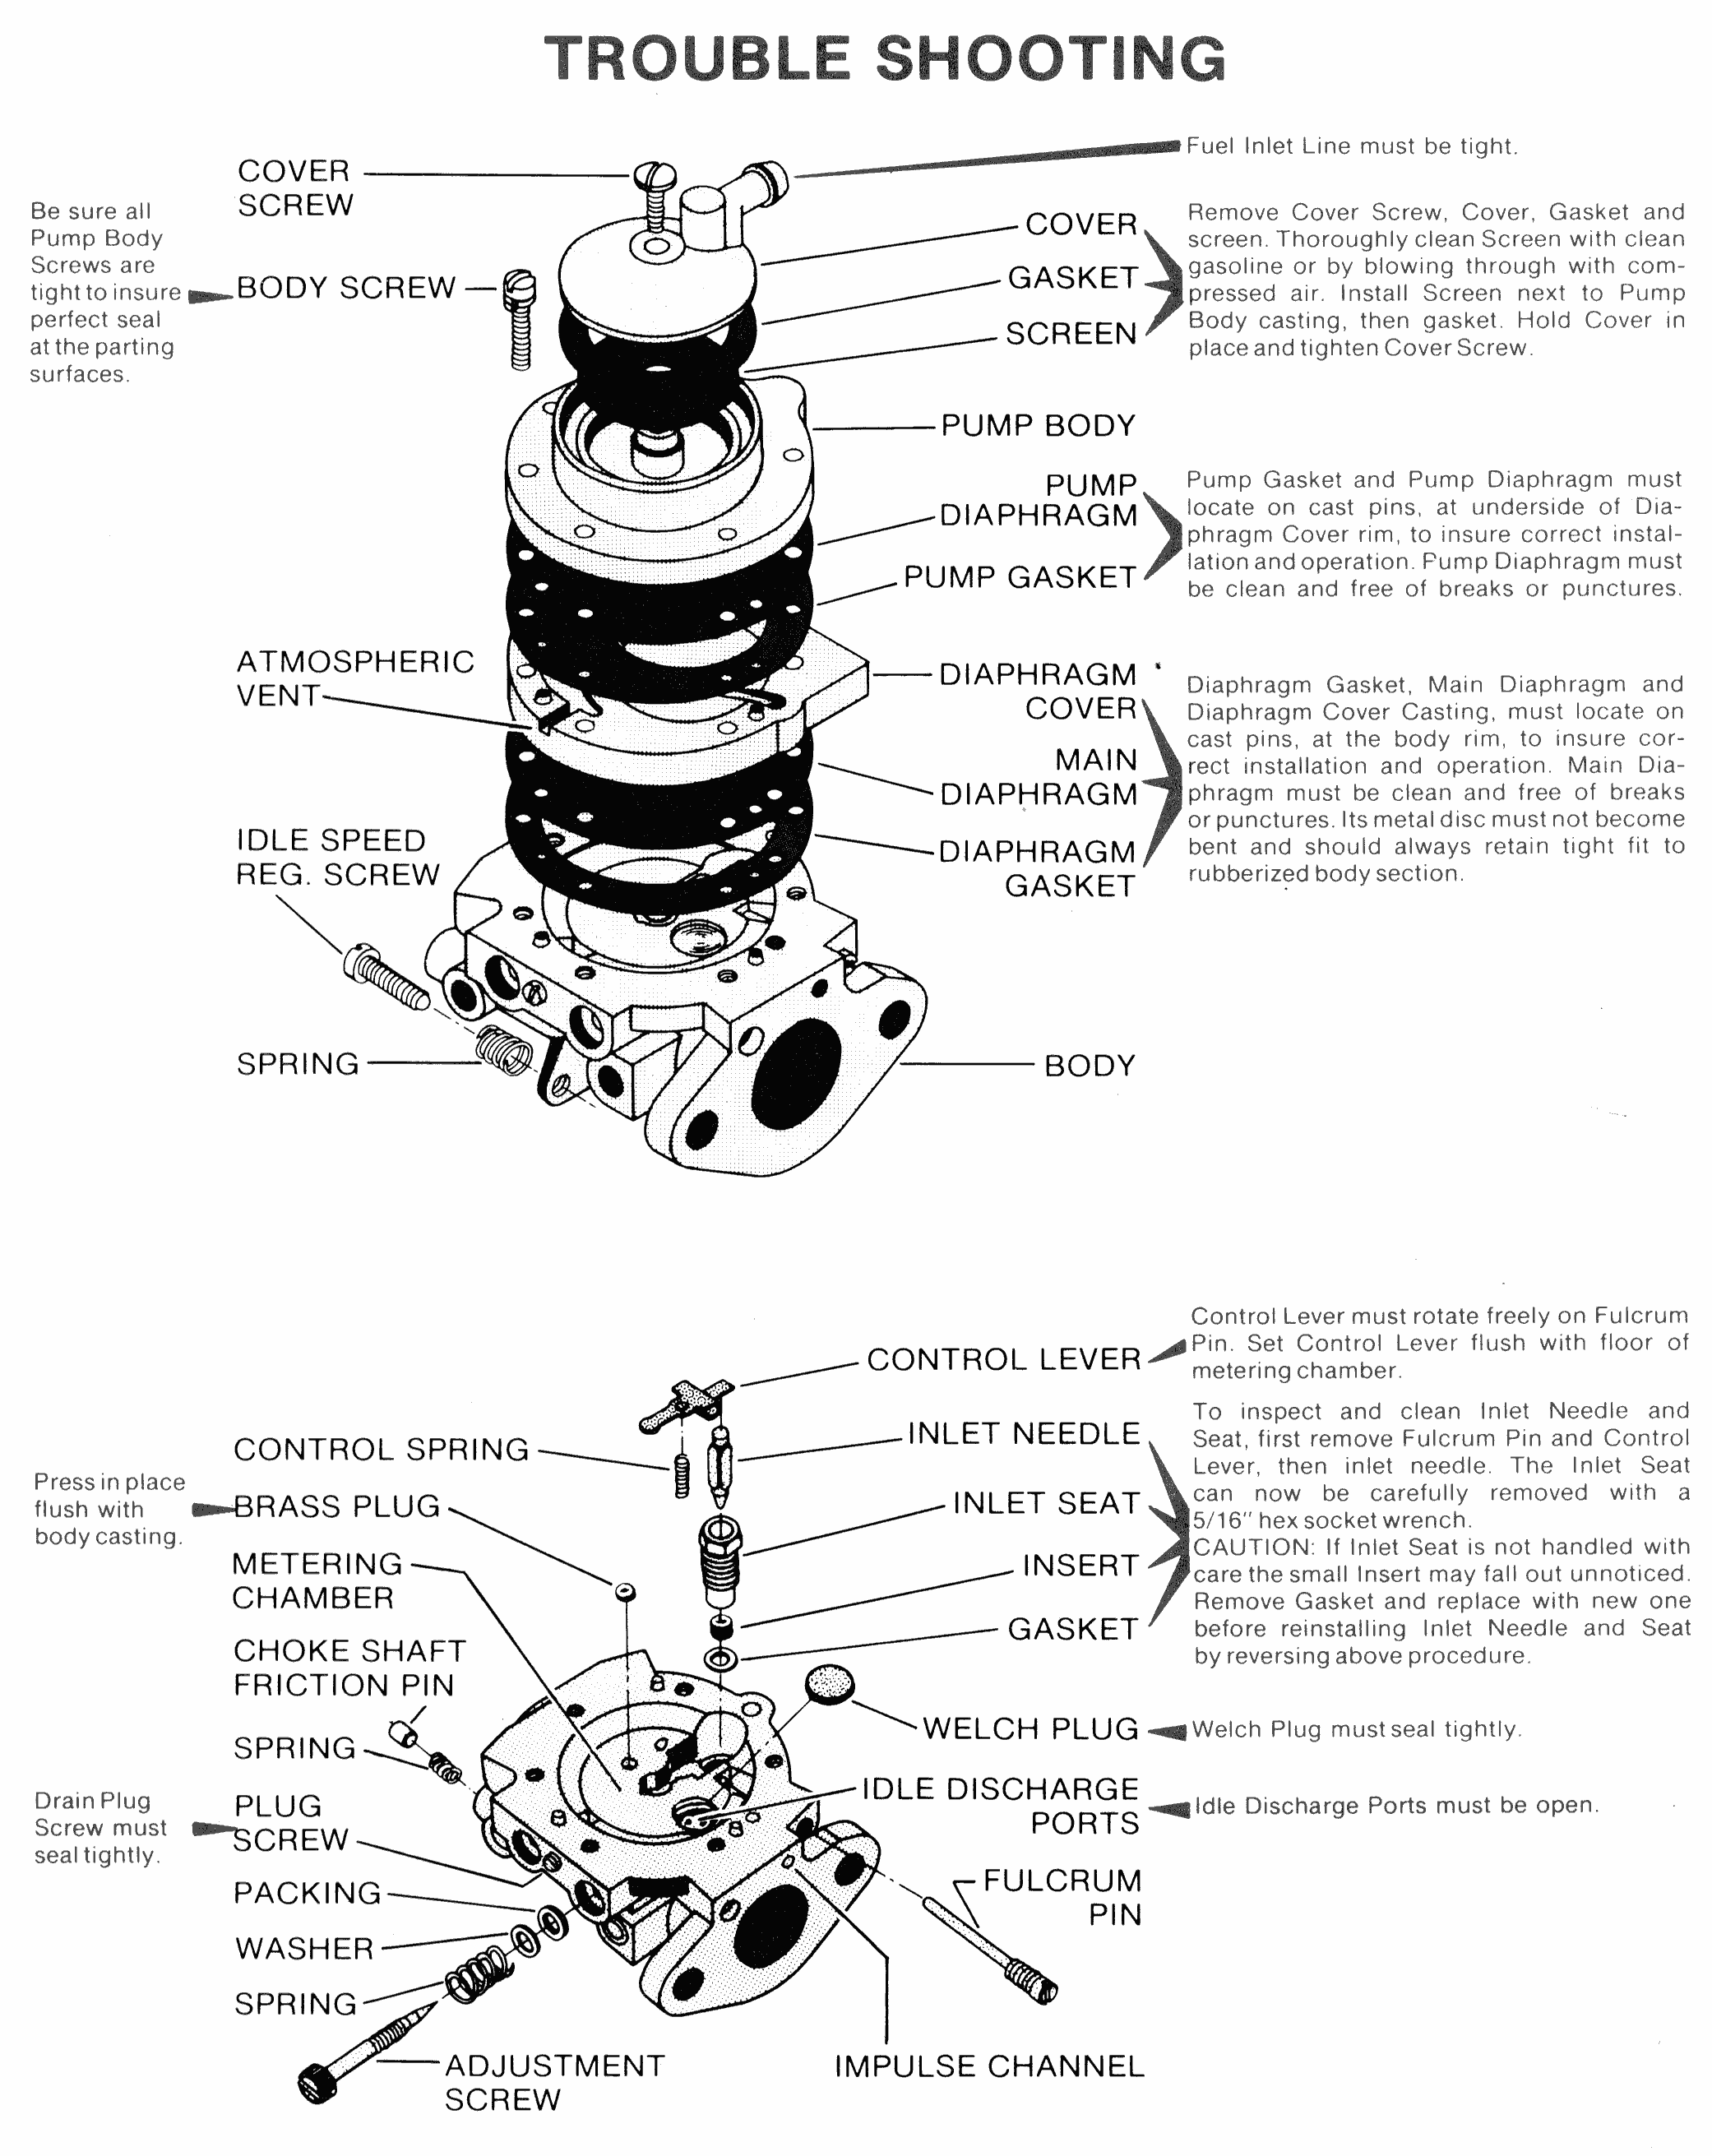 TROUBLE SHOOTING
Fuel Inlet Line must be tight.
COVER
SCREW
Be sure all
Pump Body
Screws are
tight to insure
perfect seal
at the parting
surfaces.
BODY SCREW
COVER
GASKET
SCREEN
Remove Cover Screw, Cover, Gasket and
screen. Thoroughly clean Screen with clean
gasoline or by blowing through with com-
pressed air. Install Screen next to Pump
Body casting, then gasket. Hold Cover in
place and tighten Cover Screw.
PUMP BODY
PUMP
DIAPHRAGM
PUMP GASKET
Pump Gasket and Pump Diaphragm must
locate on cast pins, at underside of Dia-
phragm Cover rim, to insure correct instal-
lation and operation. Pump Diaphragm must
be clean and free of breaks or punctures.
ATMOSPHERIC
VENT
DIAPHRAGM
COVER
MAIN
DIAPHRAGM
DIAPHRAGM
GASKET
Diaphragm Gasket, Main Diaphragm and
Diaphragm Cover Casting, must locate on
cast pins, at the body rim, to insure cor-
rect installation and operation. Main Dia-
phragm must be clean and free of breaks
or punctures. Its metal disc must not become
bent and should always retain tight fit to
rubberized body section.
IDLE SPEED
REG. SCREW
SPRING
BODY
CONTROL LEVER
Control Lever must rotate freely on Fulcrum
Pin. Set Control Lever flush with floor of
metering chamber.
INLET NEEDLE
INLET SEAT
INSERT
GASKET
To inspect and clean Inlet Needle and
Seat, first remove Fulcrum Pin and Control
Lever, then inlet needle. The Inlet Seat
can now be carefully removed with a
5/16" hex socket wrench.
CAUTION: If Inlet Seat is not handled with
care the small Insert may fall out unnoticed.
Remove Gasket and replace with new one
before reinstalling Inlet Needle and Seat
by reversing above procedure.
CONTROL SPRING
Press in place
flush with
body casting.
BRASS PLUG
METERING
CHAMBER
CHOKE SHAFT
FRICTION PIN
SPRING
WELCH PLUG
Welch Plug must seal tightly.
IDLE DISCHARGE
PORTS
Idle Discharge Ports must be open.
Drain Plug
Screw must
seal tightly.
PLUG
SCREW
PACKING
WASHER
SPRING
FULCRUM
PIN
ADJUSTMENT
SCREW
IMPULSE CHANNEL